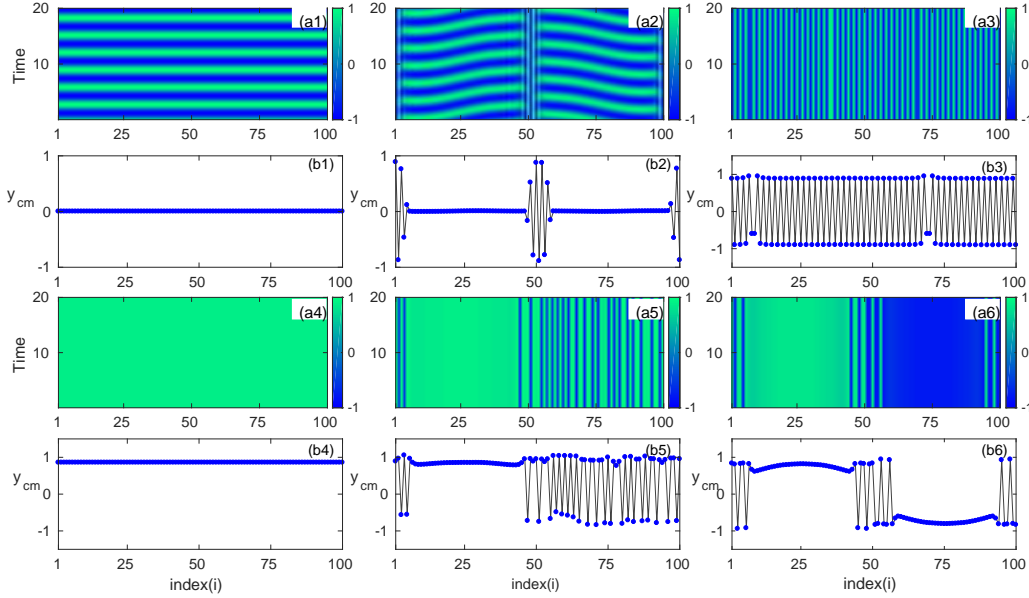 20 (a1) 1 20 (a2) 1 20 (a3) 1
Time 10 0 10 0 10 0
-1 -1 -1
1 25 50 75 100 1 25 50 75 100 1 25 50 75 100
1 (b1) 1 (b2) 1 (b3)
y cm 0 y cm 0 y cm 0
-1 -1 -1
1 25 50 75 100 1 25 50 75 100 1 25 50 75 100
20 (a4) 1 20 (a5) 1 20 (a6) 1
Time 10 0 10 0 10 0
-1 -1 -1
1 25 50 75 100 1 25 50 75 100 1 25 50 75 100
1 (b4) 1 (b5) 1 (b6)
y cm 0 y cm 0 y cm 0
-1 -1 -1
1 25 50 75 100 1 25 50 75 100 1 25 50 75 100
index(i) index(i) index(i)